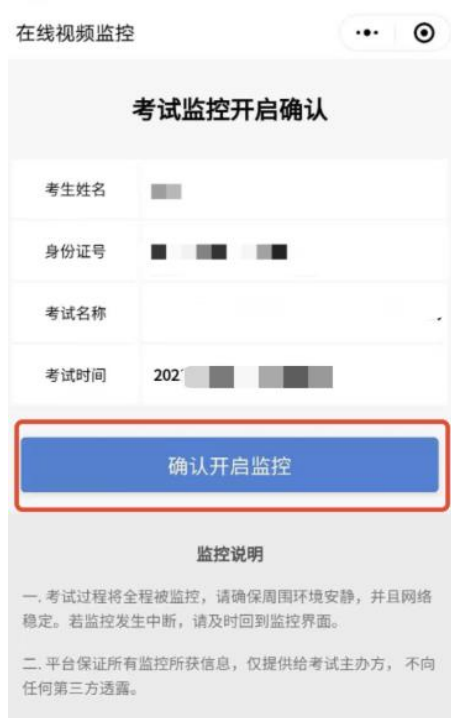 在线视频监控
考试监控开启确认
考生姓名
身份证号
考试名称
考试时间 202
确认开启监控
监控说明
一. 考试过程将全程被监控，请确保周围环境安静，并且网络
稳定。若监控发生中断，请及时回到监控界面。
二. 平台保证所有监控所获信息，仅提供给考试主办方， 不向
任何第三方透露。